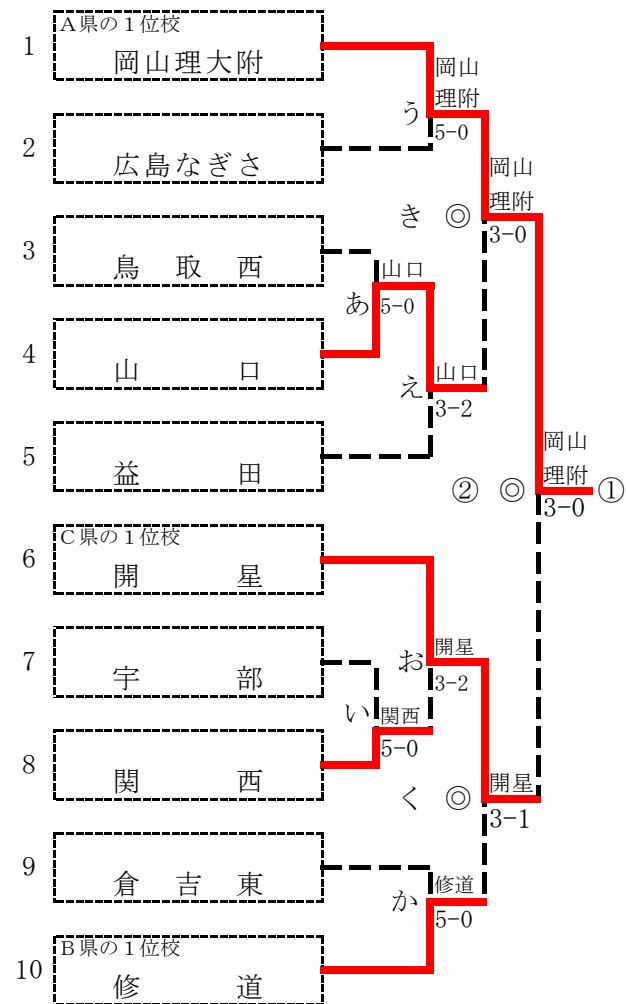 A県の1位校
1 岡山理大附
岡山
理附
う 5-0
2 広島なぎさ
岡山
理附
き ◎ 3-0
3 鳥取西
山口
あ 5-0
4 山口
山口
え 3-2
5 益田
岡山
理附
② ◎ ①
3-0
C県の1位校
6 開星
開星
お 3-2
7 宇部
い 関西
5-0
8 関西
開星
く ◎ 3-1
9 倉吉東
修道
か 5-0
B県の1位校
10 修道